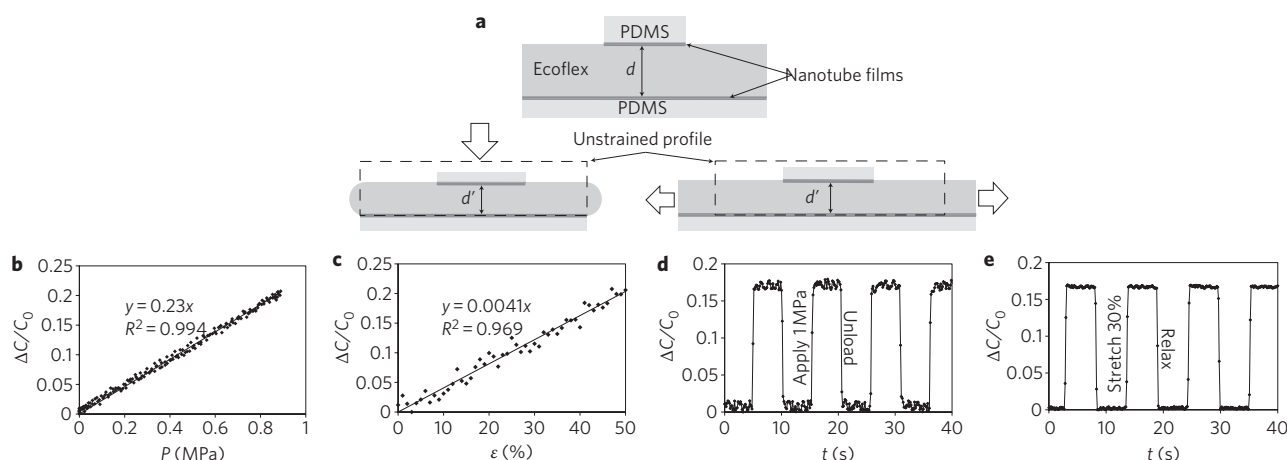 a
PDMS
Ecoflex
d
Nanotube films
PDMS
Unstrained profile
d'
d'
b
0.25
0.2
0.15
0.1
0.05
0
ΔC/C0
y = 0.23x
R² = 0.994
0 0.2 0.4 0.6 0.8 1
P (MPa)
c
0.25
0.2
0.15
0.1
0.05
0
ΔC/C0
y = 0.0041x
R² = 0.969
0 10 20 30 40 50
ε (%)
d
0.2
0.15
0.1
0.05
0
ΔC/C0
Apply 1 MPa
Unload
0 10 20 30 40
t (s)
e
0.2
0.15
0.1
0.05
0
ΔC/C0
Stretch 30%
Relax
0 10 20 30 40
t (s)